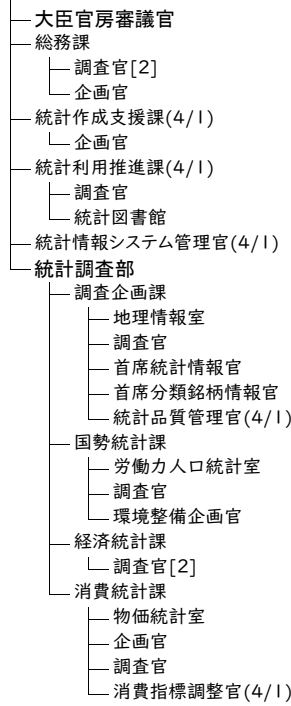 大臣官房審議官
総務課
調査官[2]
企画官
統計作成支援課(4/1)
企画官
統計利用推進課(4/1)
調査官
統計図書館
統計情報システム管理官(4/1)
統計調査部
調査企画課
地理情報室
調査官
首席統計情報官
首席分類銘柄情報官
統計品質管理官(4/1)
国勢統計課
労働力人口統計室
調査官
環境整備企画官
経済統計課
調査官[2]
消費統計課
物価統計室
企画官
調査官
消費指標調整官(4/1)